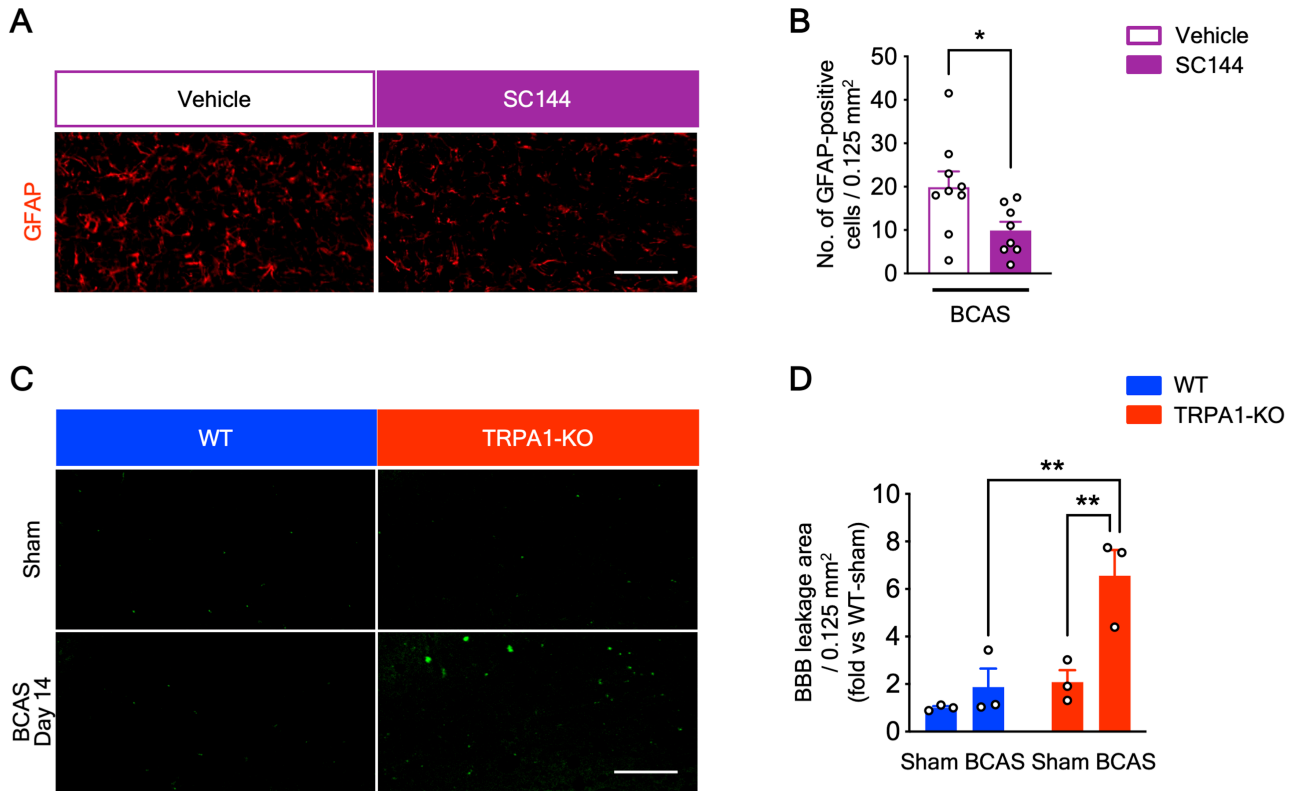 A
Vehicle
SC144
GFAP
B
Vehicle
SC144
No. of GFAP-positive
cells / 0.125 mm²
50
40
30
20
10
0
*
BCAS
C
WT
TRPA1-KO
Sham
BCAS
Day 14
D
WT
TRPA1-KO
BBB leakage area
/ 0.125 mm²
(fold vs WT-sham)
10
8
6
4
2
0
**
**
Sham BCAS Sham BCAS